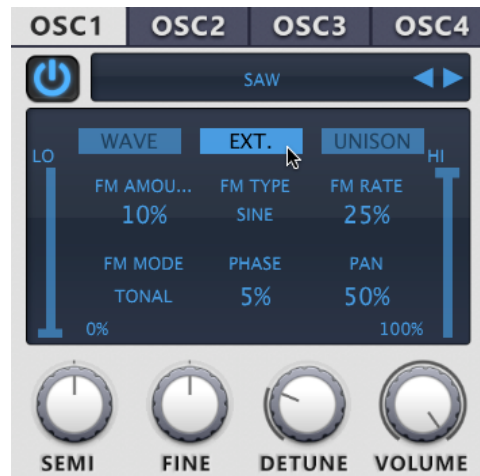 OSC1 OSC2 OSC3 OSC4
SAW
WAVE EXT. UNISON
LO HI
FM AMOU... FM TYPE FM RATE
10% SINE 25%
FM MODE PHASE PAN
TONAL 5% 50%
0% 100%
SEMI FINE DETUNE VOLUME